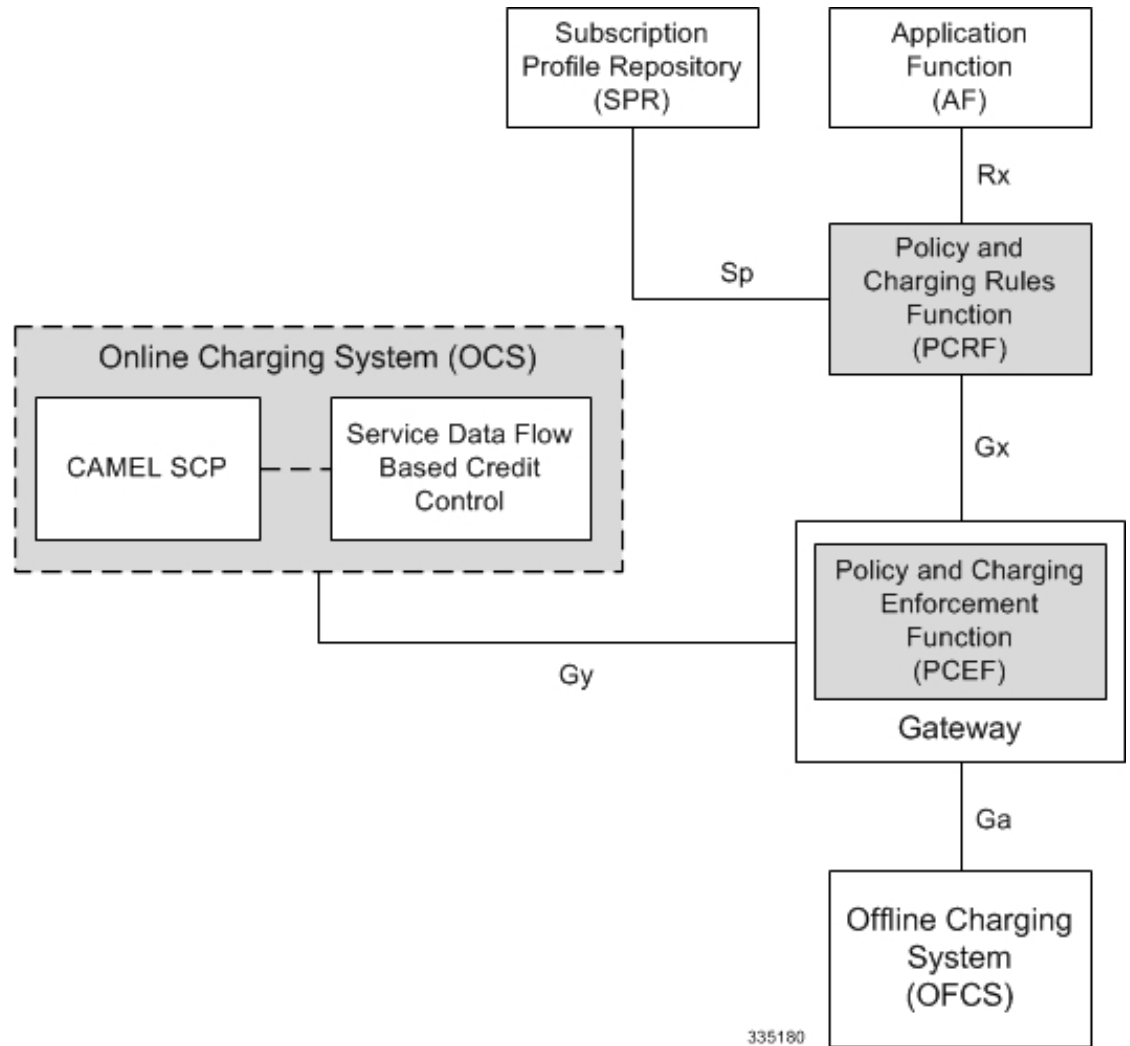 Subscription
Profile Repository
(SPR)
Application
Function
(AF)
Rx
Sp
Policy and
Charging Rules
Function
(PCRF)
Online Charging System (OCS)
CAMEL SCP
Service Data Flow
Based Credit
Control
Gx
Policy and Charging
Enforcement
Function
(PCEF)
Gateway
Gy
Ga
Offline Charging
System
(OFCS)
335180